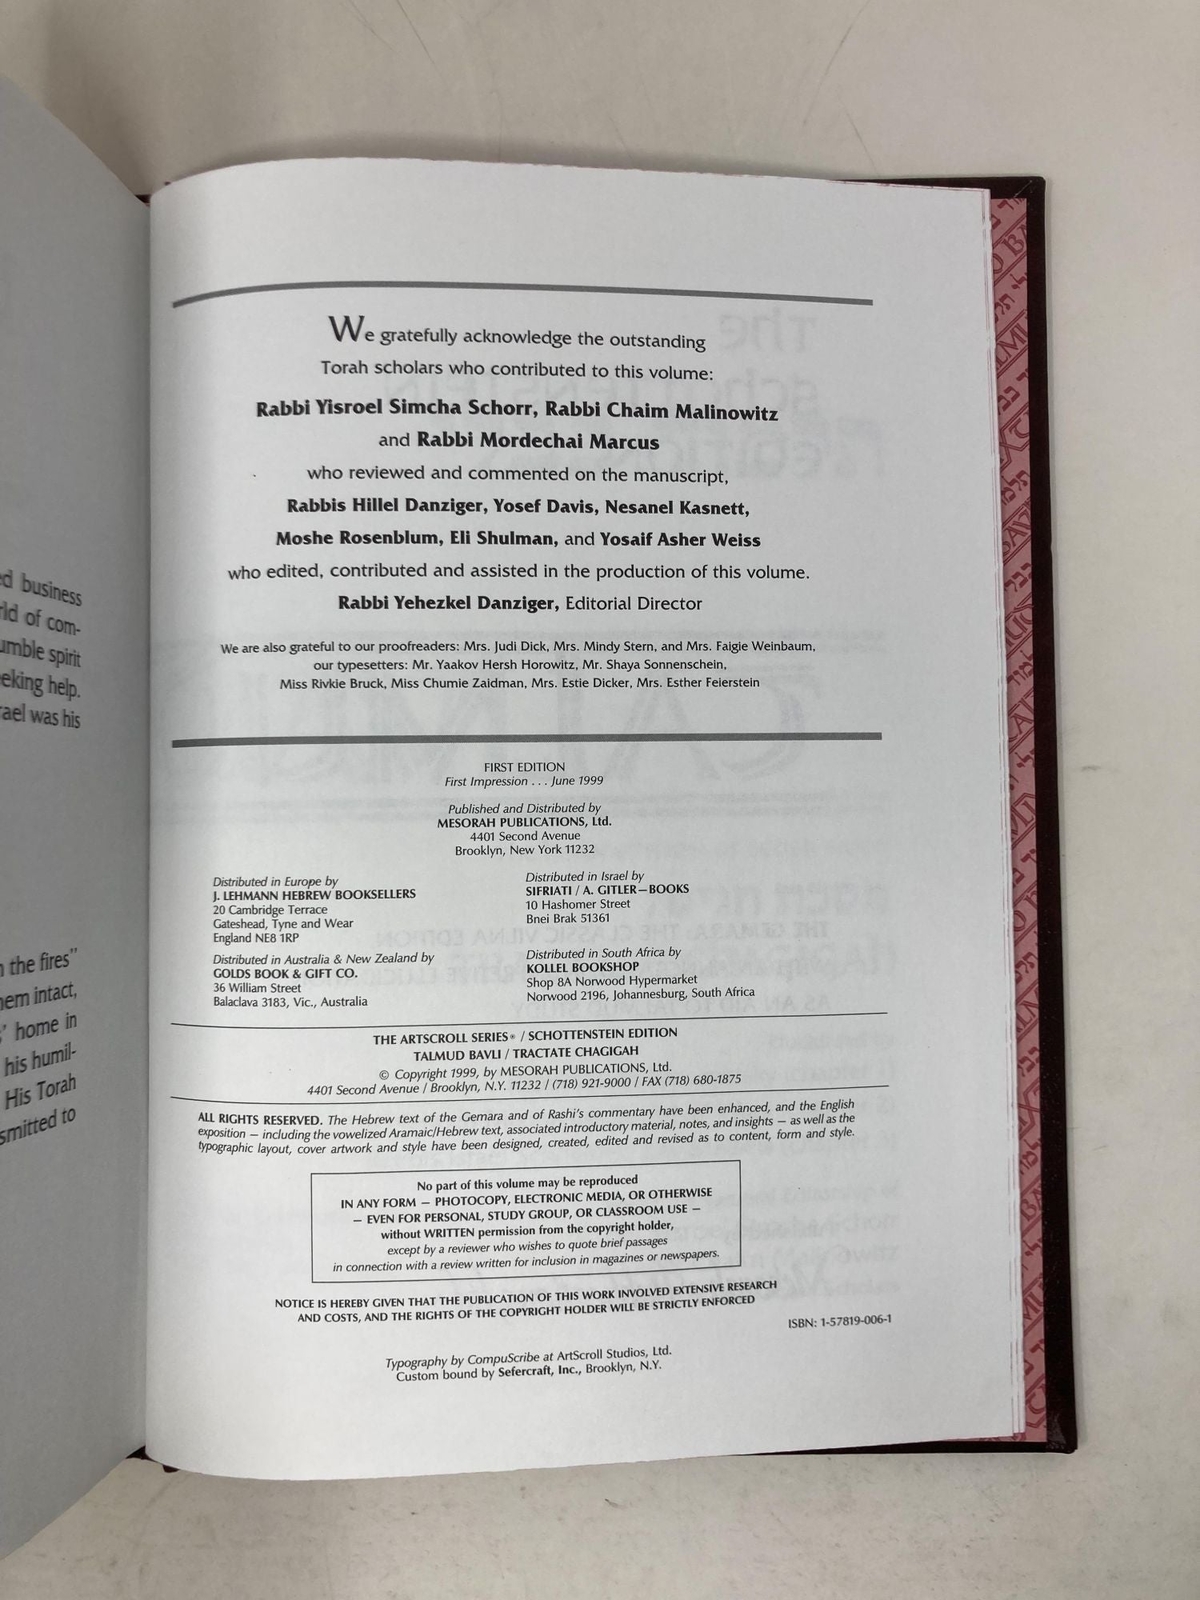 ed business
rld of com-
umble spirit
eking help.
rael was his
n the fires"
hem intact,
' home in
his humil-
His Torah
smitted to
We gratefully acknowledge the outstanding
Torah scholars who contributed to this volume:
Rabbi Yisroel Simcha Schorr, Rabbi Chaim Malinowitz
and Rabbi Mordechai Marcus
who reviewed and commented on the manuscript,
Rabbis Hillel Danziger, Yosef Davis, Nesanel Kasnett,
Moshe Rosenblum, Eli Shulman, and Yosaif Asher Weiss
who edited, contributed and assisted in the production of this volume.
Rabbi Yehezkel Danziger, Editorial Director
We are also grateful to our proofreaders: Mrs. Judi Dick, Mrs. Mindy Stern, and Mrs. Faigie Weinbaum,
our typesetters: Mr. Yaakov Hersh Horowitz, Mr. Shaya Sonnenschein,
Miss Rivkie Bruck, Miss Chumie Zaidman, Mrs. Estie Dicker, Mrs. Esther Feierstein
FIRST EDITION
First Impression . . . June 1999
Published and Distributed by
MESORAH PUBLICATIONS, Ltd.
4401 Second Avenue
Brooklyn, New York 11232
Distributed in Europe by
J. LEHMANN HEBREW BOOKSELLERS
20 Cambridge Terrace
Gateshead, Tyne and Wear
England NE8 1RP
Distributed in Australia & New Zealand by
GOLDS BOOK & GIFT CO.
36 William Street
Balaclava 3183, Vic., Australia
Distributed in Israel by
SIFRIATI / A. GITLER—BOOKS
10 Hashomer Street
Bnei Brak 51361
Distributed in South Africa by
KOLLEL BOOKSHOP
Shop 8A Norwood Hypermarket
Norwood 2196, Johannesburg, South Africa
THE ARTSCROLL SERIES® / SCHOTTENSTEIN EDITION
TALMUD BAVLI / TRACTATE CHAGIGAH
© Copyright 1999, by MESORAH PUBLICATIONS, Ltd.
4401 Second Avenue / Brooklyn, N.Y. 11232 / (718) 921-9000 / FAX (718) 680-1875
ALL RIGHTS RESERVED. The Hebrew text of the Gemara and of Rashi's commentary have been enhanced, and the English
exposition — including the vowelized Aramaic/Hebrew text, associated introductory material, notes, and insights — as well as the
typographic layout, cover artwork and style have been designed, created, edited and revised as to content, form and style.
No part of this volume may be reproduced
IN ANY FORM — PHOTOCOPY, ELECTRONIC MEDIA, OR OTHERWISE
— EVEN FOR PERSONAL, STUDY GROUP, OR CLASSROOM USE —
without WRITTEN permission from the copyright holder,
except by a reviewer who wishes to quote brief passages
in connection with a review written for inclusion in magazines or newspapers.
NOTICE IS HEREBY GIVEN THAT THE PUBLICATION OF THIS WORK INVOLVED EXTENSIVE RESEARCH
AND COSTS, AND THE RIGHTS OF THE COPYRIGHT HOLDER WILL BE STRICTLY ENFORCED
ISBN: 1-57819-006-1
Typography by CompuScribe at ArtScroll Studios, Ltd.
Custom bound by Sefercraft, Inc., Brooklyn, N.Y.